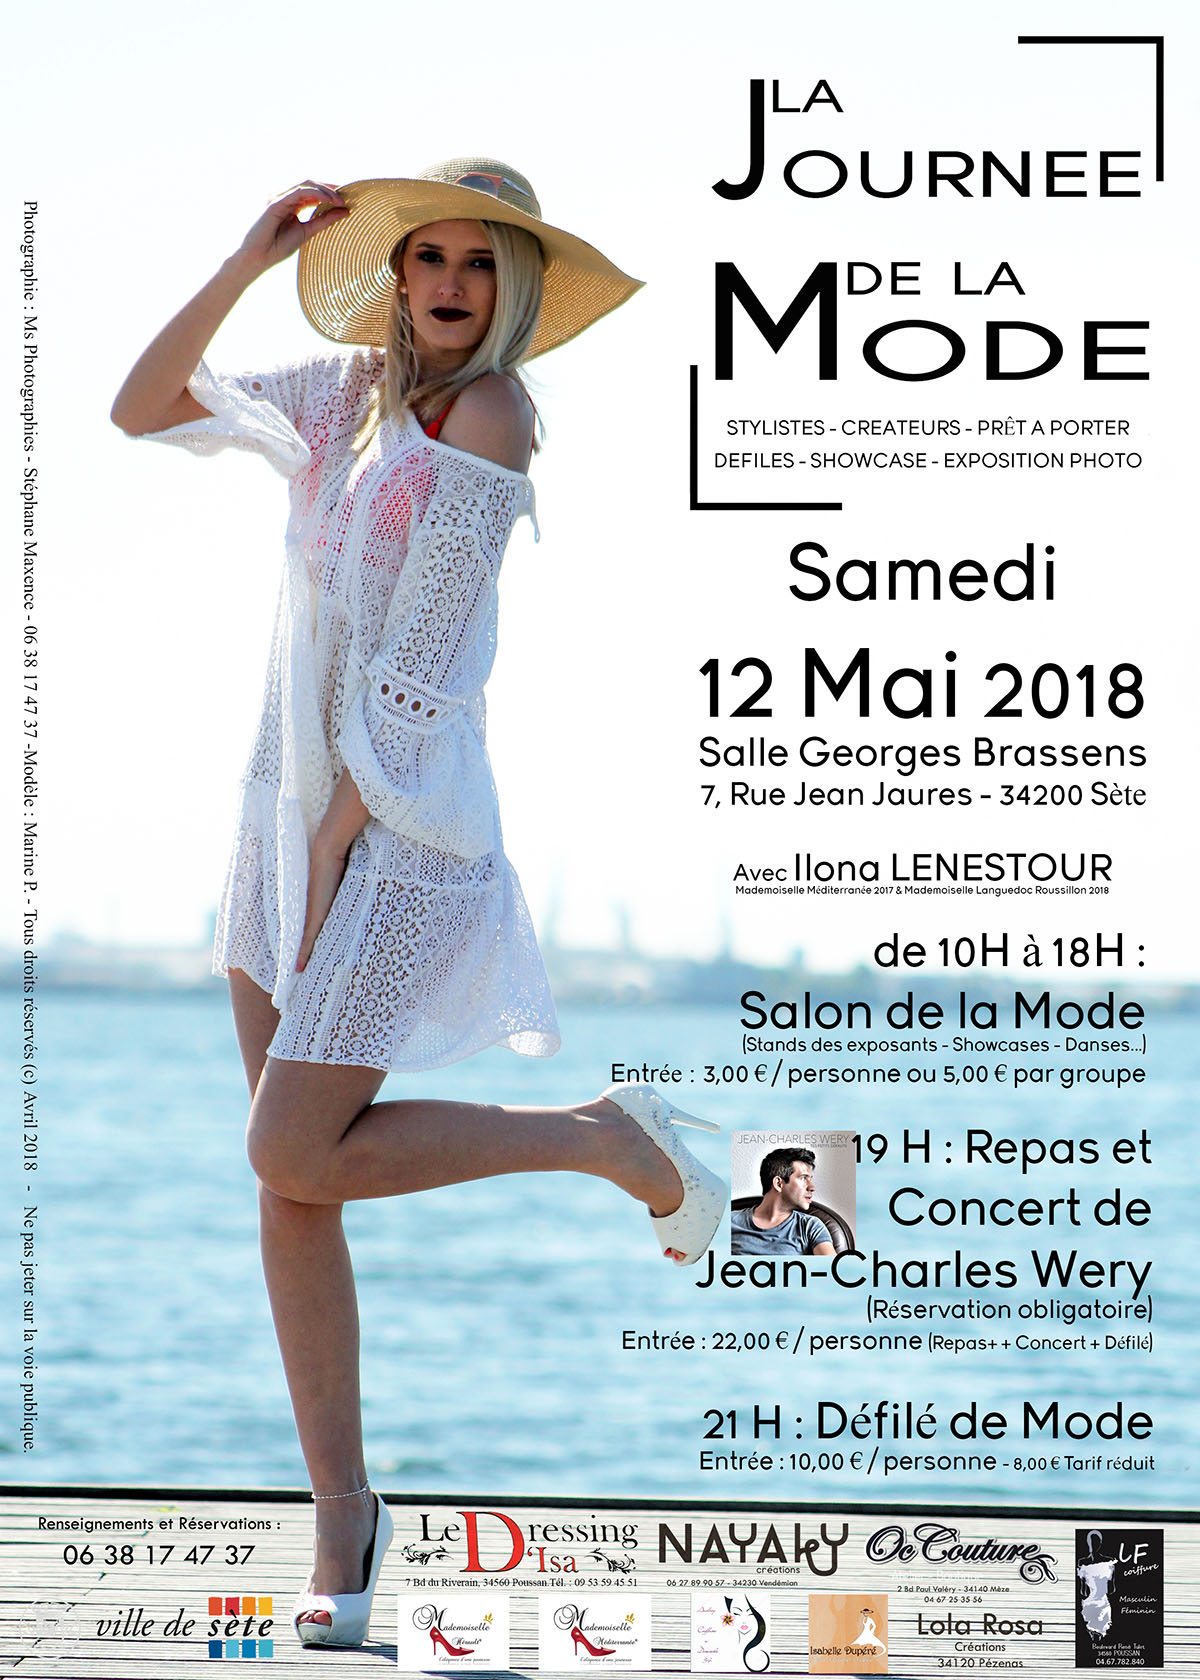 LA
JOURNEE
DE LA
MODE
STYLISTES - CREATEURS - PRÊT A PORTER
DEFILES - SHOWCASE - EXPOSITION PHOTO
Samedi
12 Mai 2018
Salle Georges Brassens
7, Rue Jean Jaures - 34200 Sète
Avec Ilona LENESTOUR
Mademoiselle Méditerranée 2017 & Mademoiselle Languedoc Roussillon 2018
de 10H à 18H :
Salon de la Mode
(Stands des exposants - Showcases - Danses...)
Entrée : 3,00 € / personne ou 5,00 € par groupe
JEAN-CHARLES WERY
19 H : Repas et
Concert de
Jean-Charles Wery
(Réservation obligatoire)
Entrée : 22,00 € / personne (Repas+ + Concert + Défilé)
21 H : Défilé de Mode
Entrée : 10,00 € / personne - 8,00 € Tarif réduit
Photographie : Ms Photographies - Stéphane Maxence - 06 38 17 47 37 -Modèle : Marine P. - Tous droits réservés (c) Avril 2018 - Ne pas jeter sur la voie publique.
Renseignements et Réservations :
06 38 17 47 37
ville de sète
Le Dressing
D'Isa
7 Bd du Riverain, 34560 Poussan Tél. : 09 53 59 45 51
NAYAKY
créations
06 27 89 90 57 - 34230 Vendémian
Oc Couture
2 Bd Paul Valéry - 34140 Mèze
04 67 25 35 56
LF
coiffure
Masculin
Féminin
34560 POUSSAN
04.67.782.840
Mademoiselle
Hérault
Mademoiselle
Méditerranée
Isabelle Dupéré
Lola Rosa
Créations
34120 Pézenas